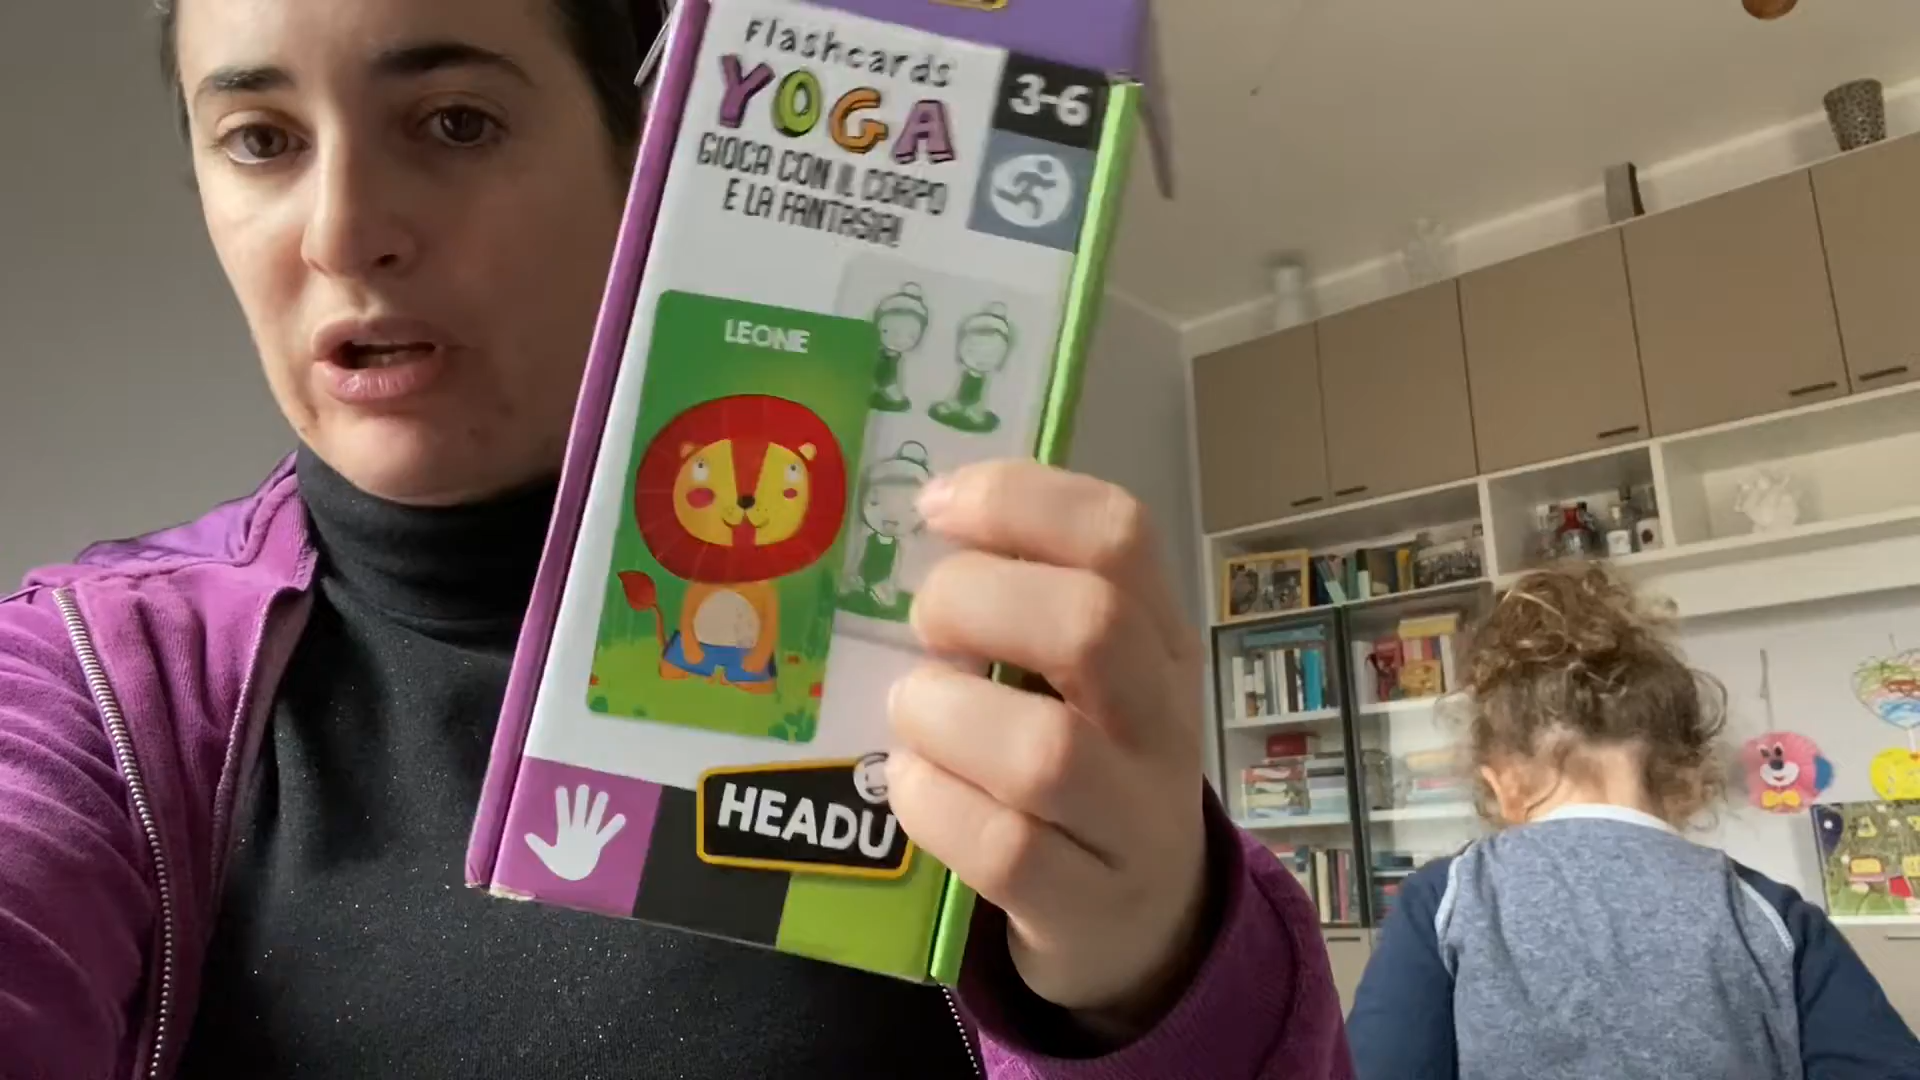 Flashcards
YOGA
GIOCA CON IL CORPO
E LA FANTASIA!
3-6
LEONE
HEADU